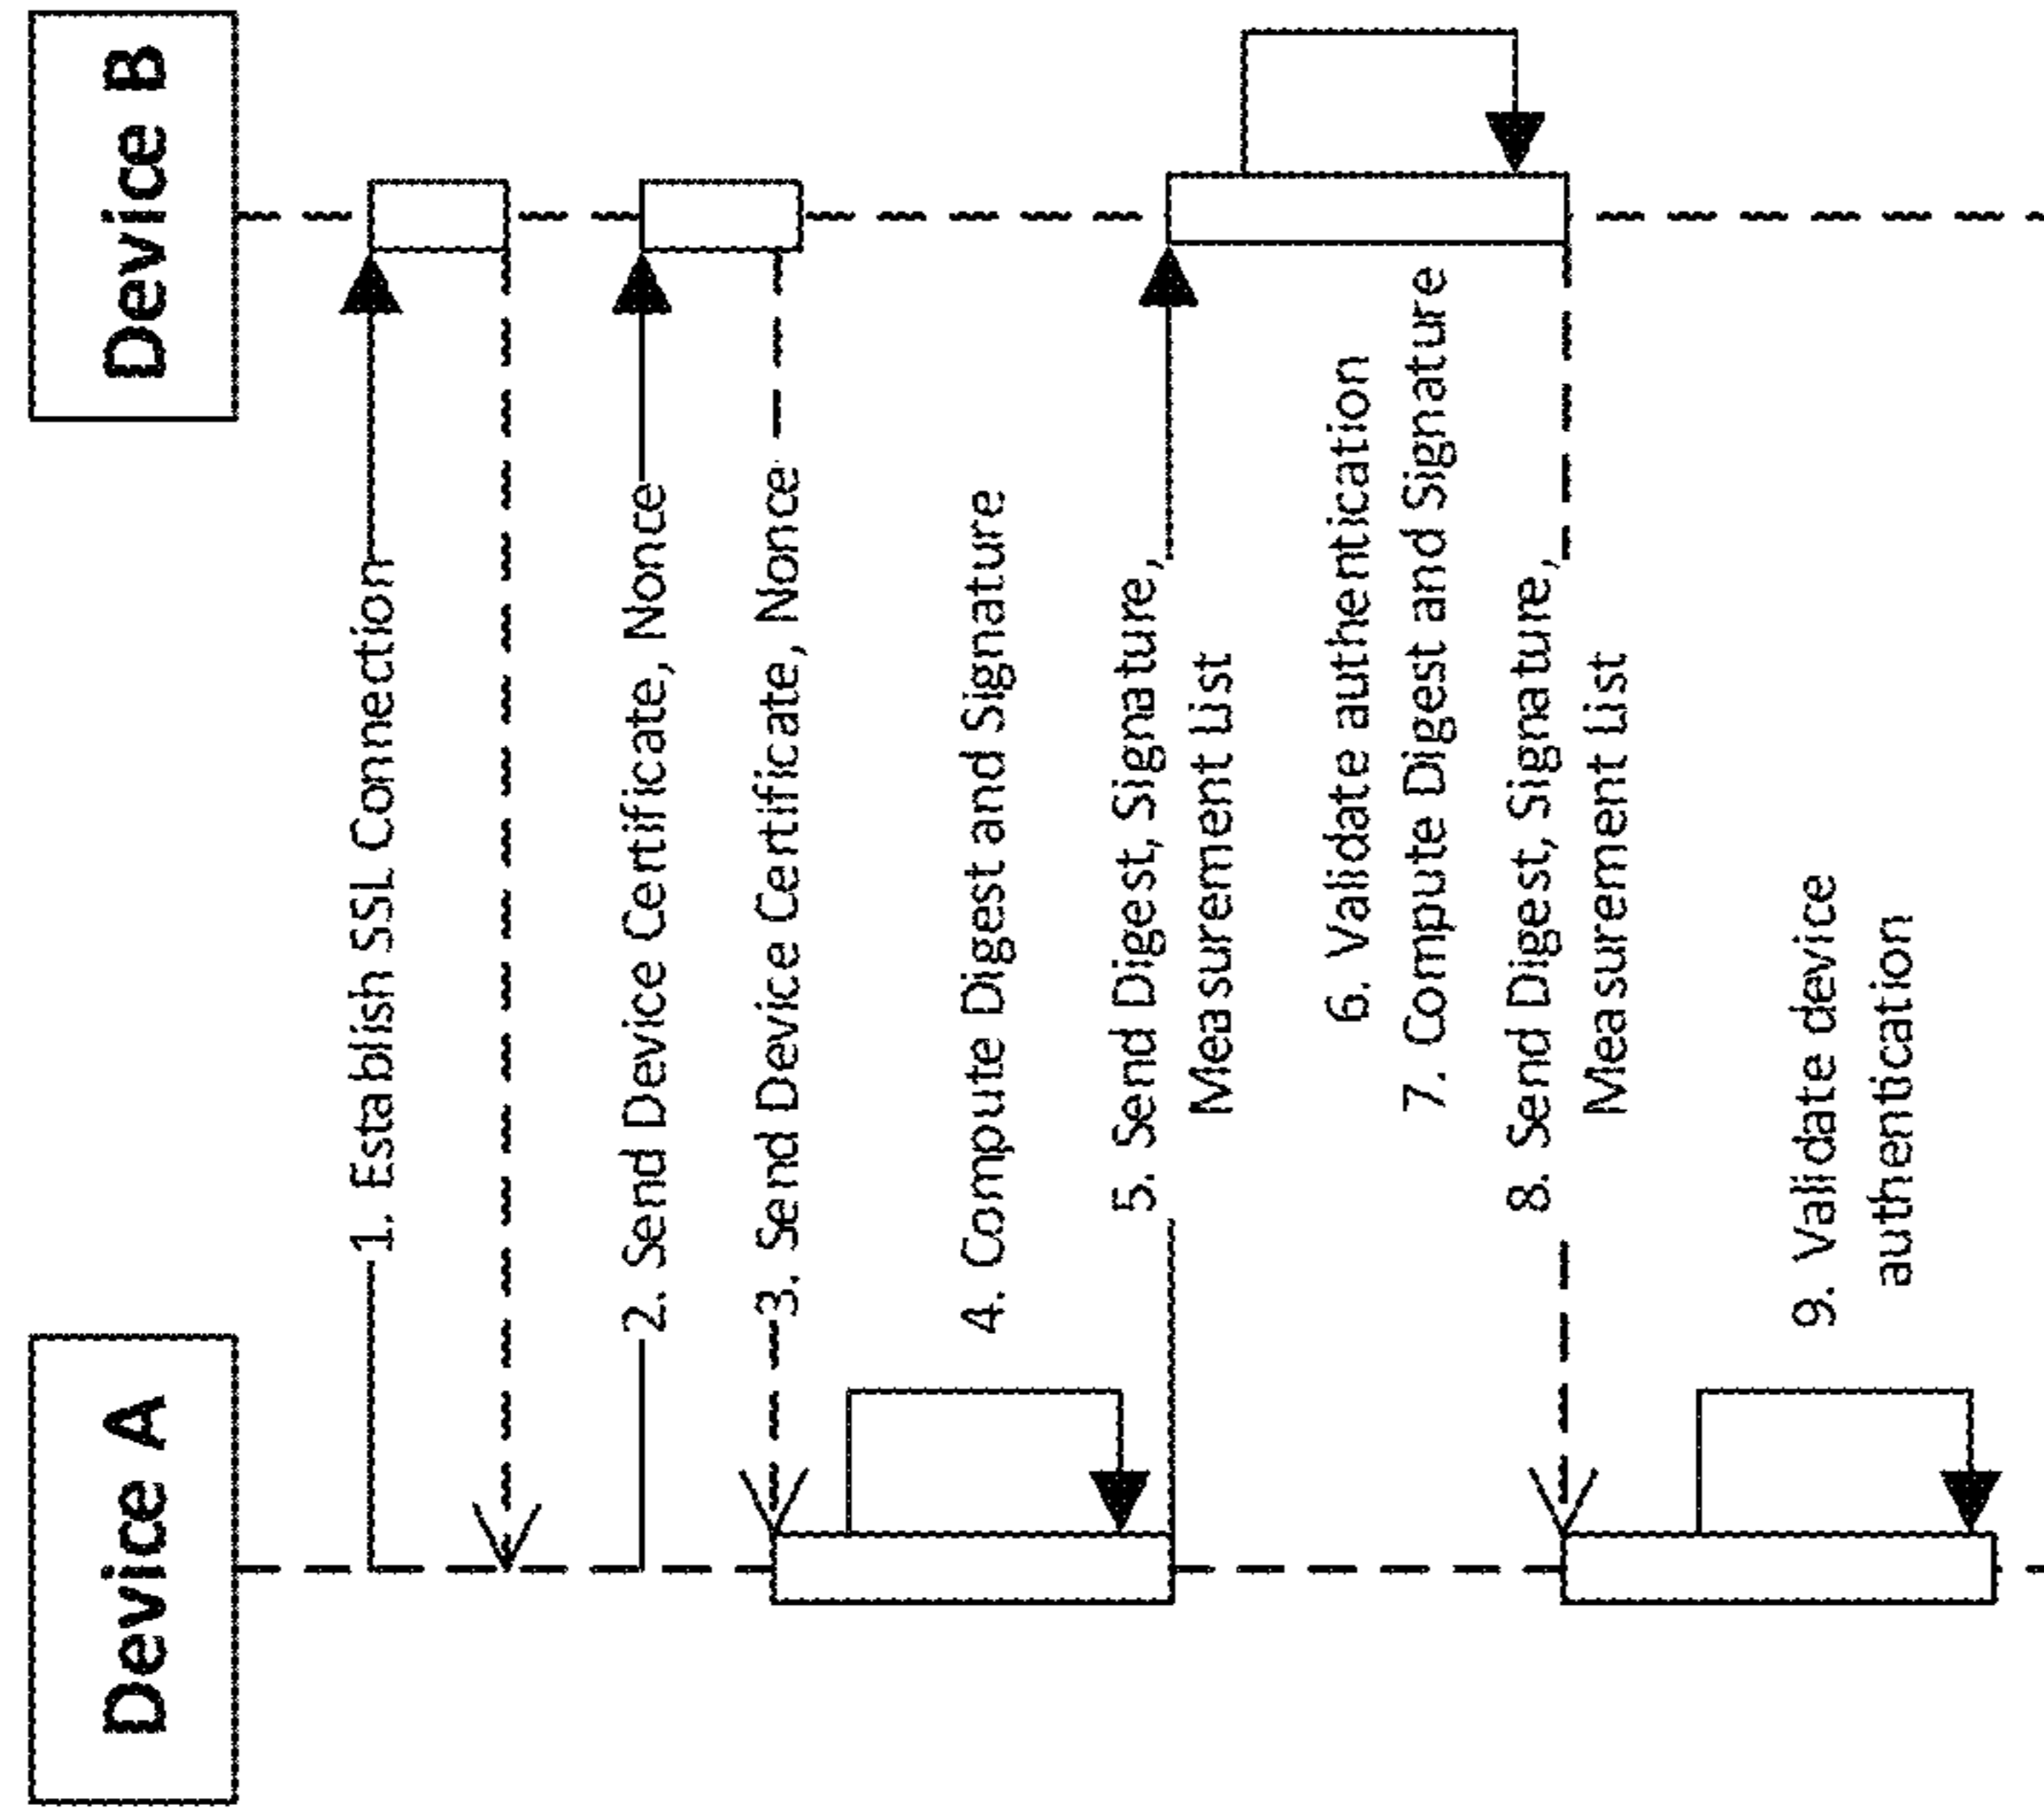 Device A
Device B
1. Establish SSL Connection
2. Send Device Certificate, Nonce
3. Send Device Certificate, Nonce
4. Compute Digest and Signature
5. Send Digest, Signature,
Measurement List
6. Validate authentication
7. Compute Digest and Signature
8. Send Digest, Signature,
Measurement List
9. Validate device
authentication